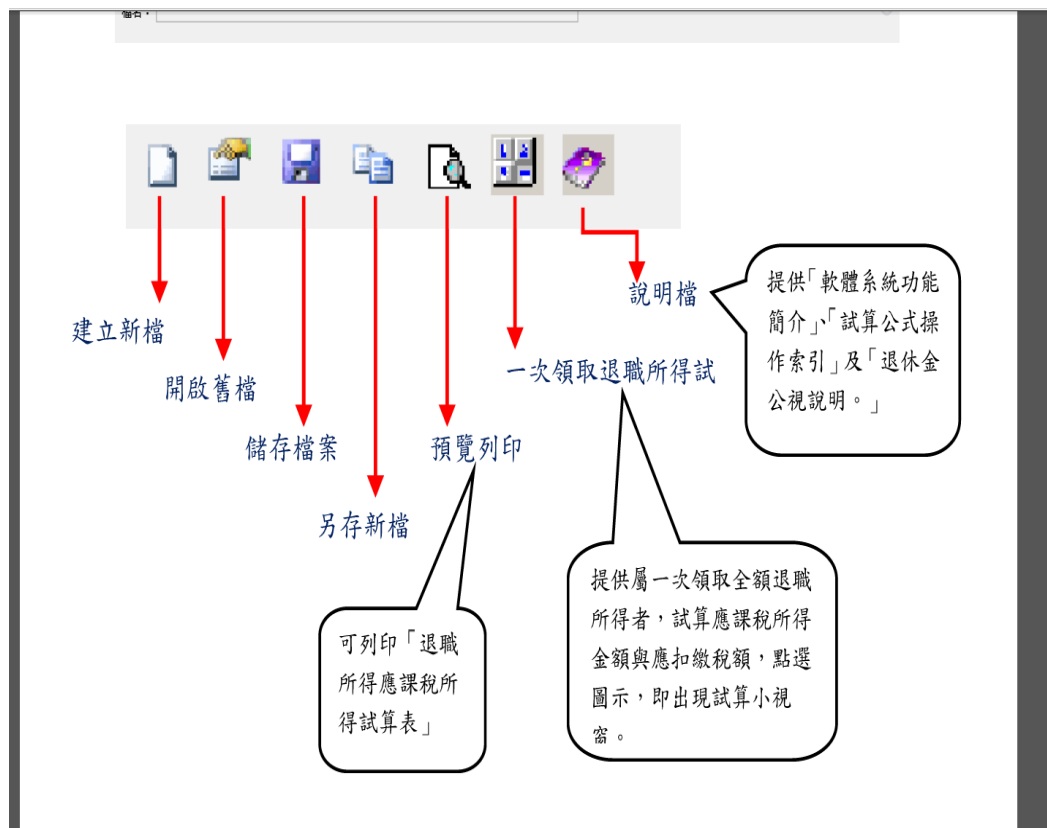 檔名：
建立新檔
開啟舊檔
儲存檔案
另存新檔
預覽列印
一次領取退職所得試
說明檔
提供「軟體系統功能
簡介」、「試算公式操
作索引」及「退休金
公視說明。」
可列印「退職
所得應課稅所
得試算表」
提供屬一次領取全額退職
所得者，試算應課稅所得
金額與應扣繳稅額，點選
圖示，即出現試算小視
窗。